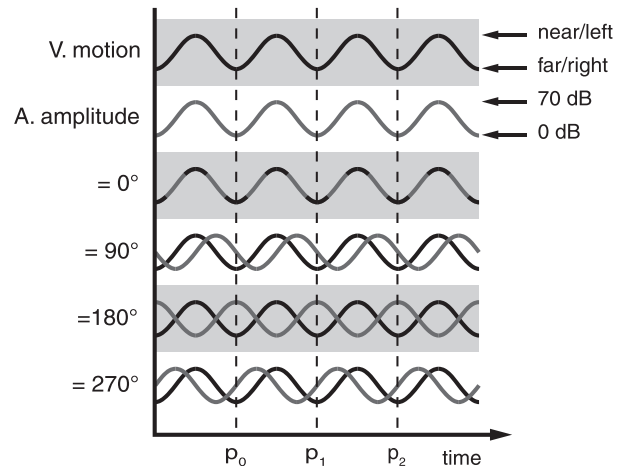 V. motion
near/left
far/right
A. amplitude
70 dB
0 dB
= 0°
= 90°
=180°
= 270°
p0 p1 p2 time